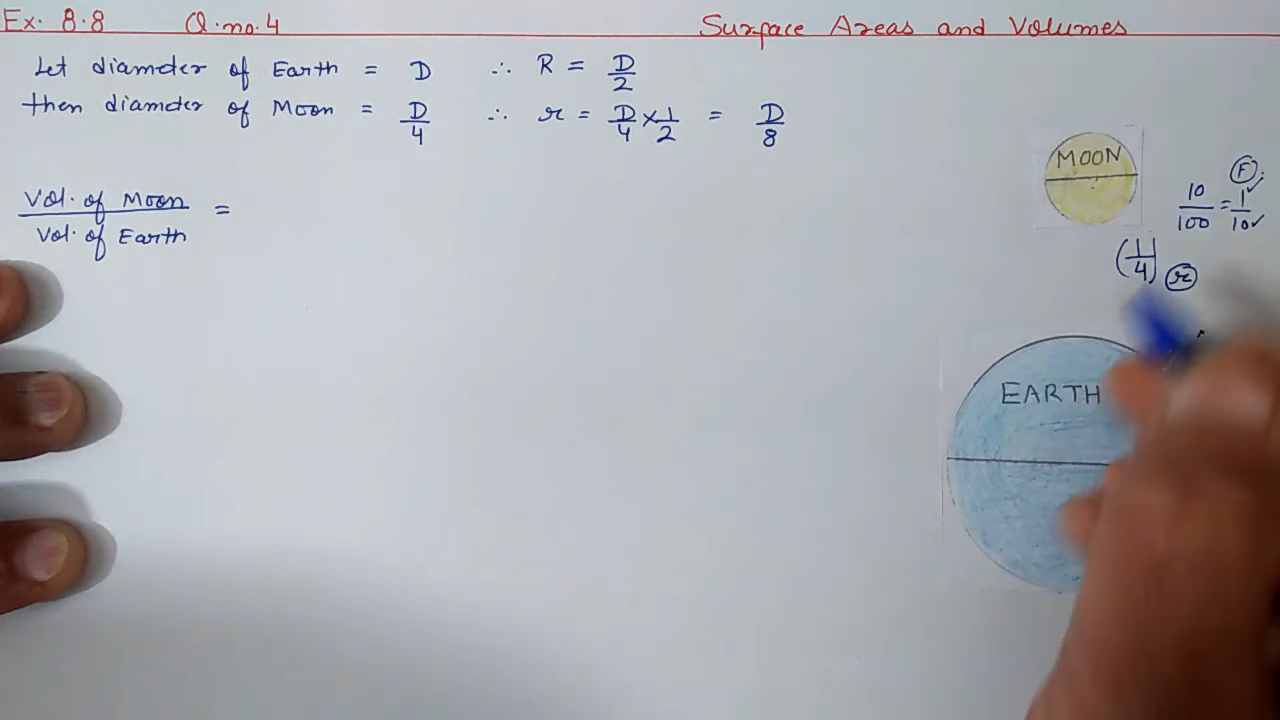 Ex. 8.8 Q.no.4 Surface Areas and Volumes
Let diameter of Earth = D ∴ R = D/2
then diameter of Moon = D/4 ∴ r = D/4 × 1/2 = D/8
MOON
F
10/100 = 1/10
Vol. of Moon / Vol. of Earth =
(1/4) r
EARTH